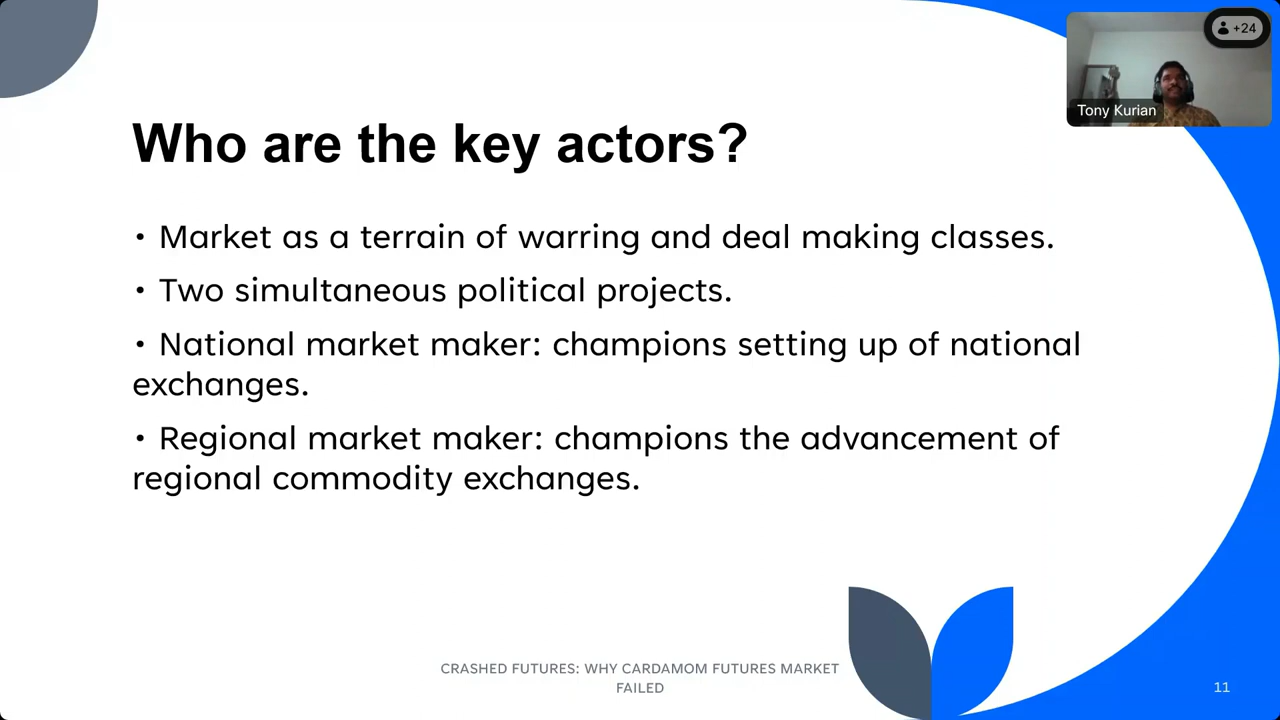 +24
Tony Kurian
Who are the key actors?
• Market as a terrain of warring and deal making classes.
• Two simultaneous political projects.
• National market maker: champions setting up of national
exchanges.
• Regional market maker: champions the advancement of
regional commodity exchanges.
CRASHED FUTURES: WHY CARDAMOM FUTURES MARKET
FAILED
11